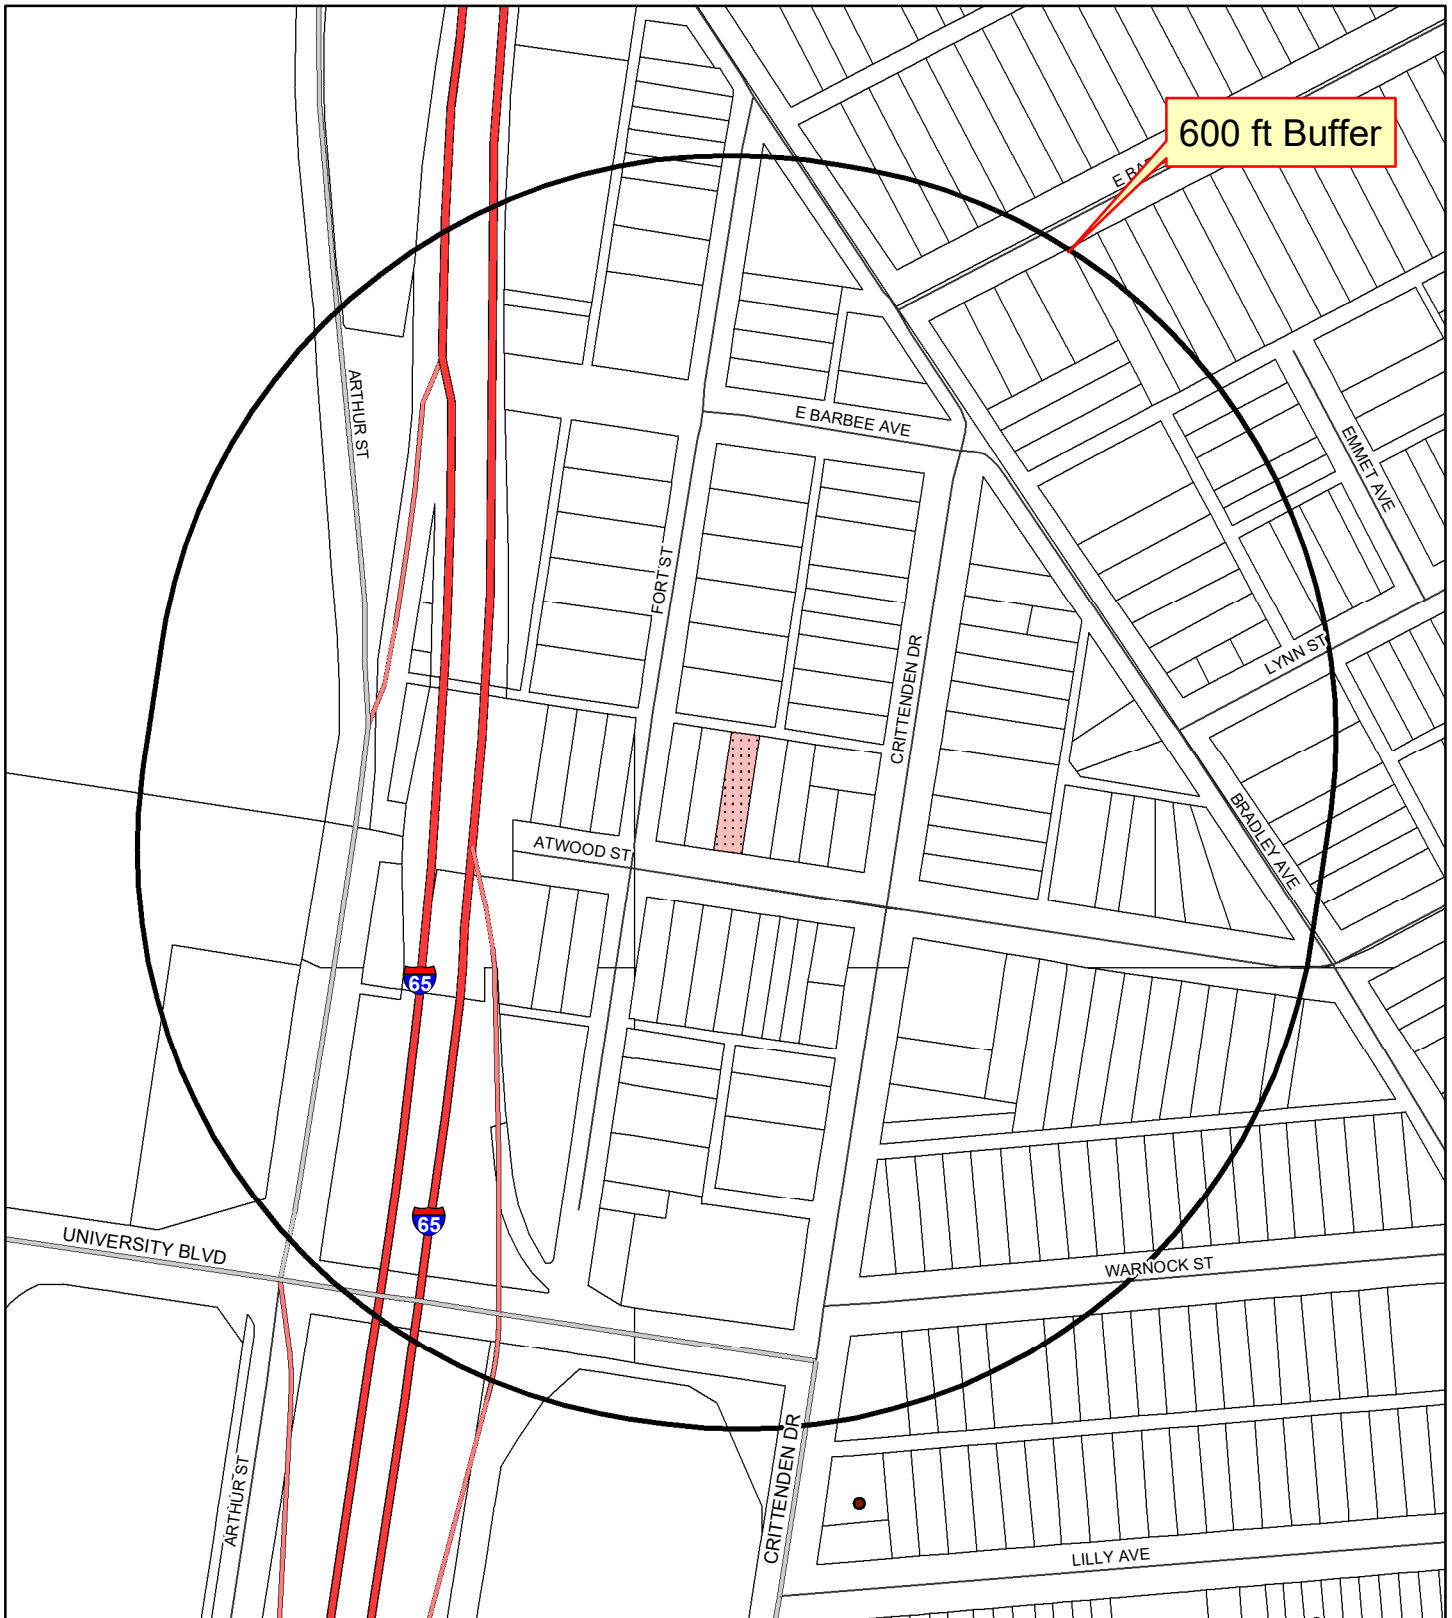 600 ft Buffer
E BA
ARTHUR ST
E BARBEE AVE
EMMET AVE
FORT ST
LYNN ST
CRITTENDEN DR
BRADLEY AVE
ATWOOD ST
65
65
UNIVERSITY BLVD
WARNOCK ST
CRITTENDEN DR
ARTHUR ST
LILLY AVE